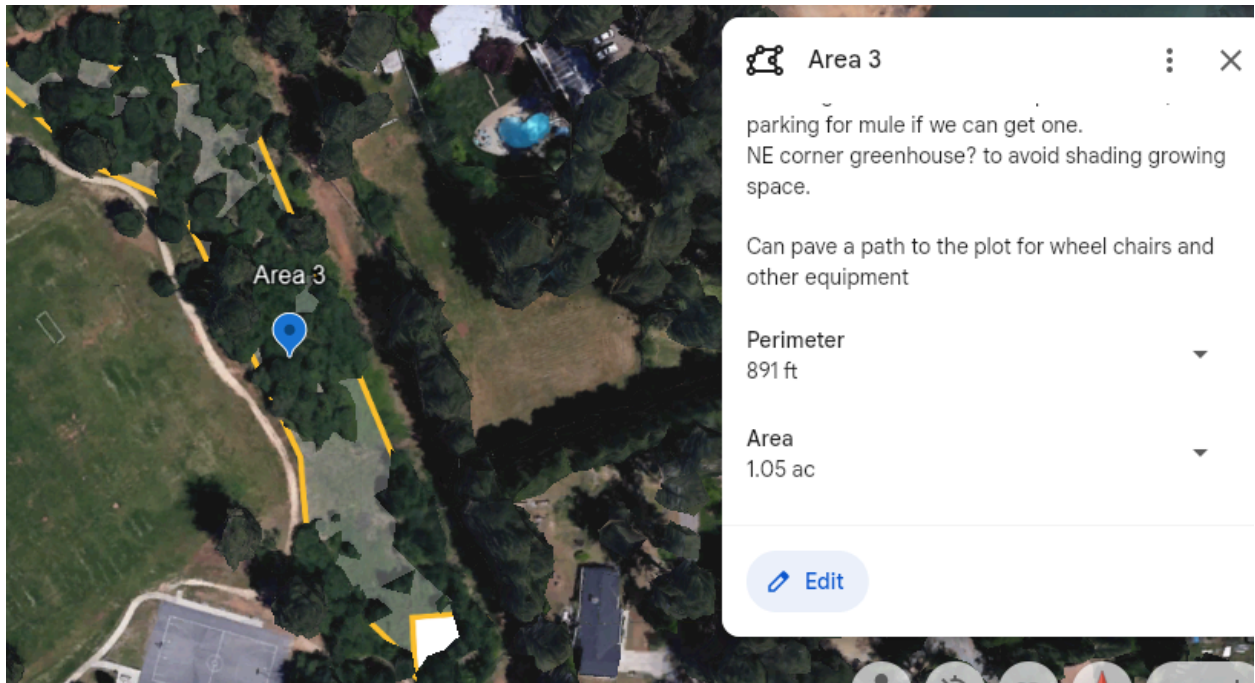 Area 3
parking for mule if we can get one.
NE corner greenhouse? to avoid shading growing
space.
Can pave a path to the plot for wheel chairs and
other equipment
Perimeter
891 ft
Area
1.05 ac
Edit
Area 3